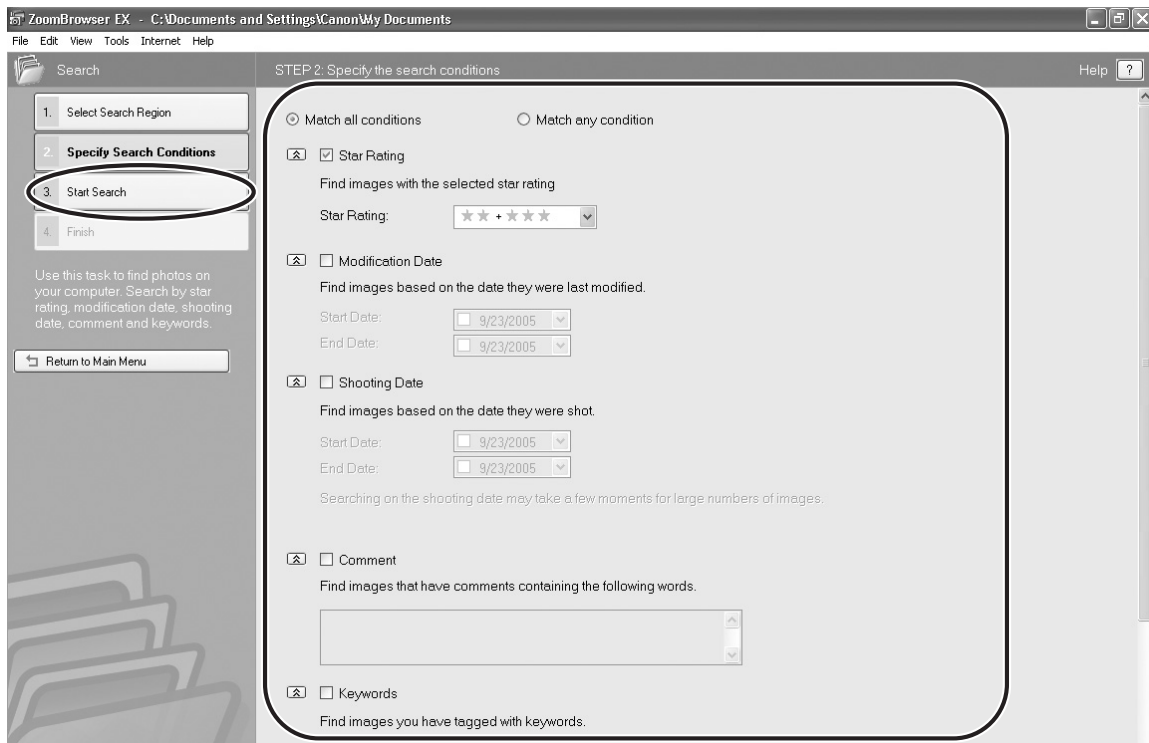 ZoomBrowser EX - C:\Documents and Settings\Canon\My Documents
File Edit View Tools Internet Help
Search
STEP 2: Specify the search conditions
Help ?
1. Select Search Region
2. Specify Search Conditions
3. Start Search
4. Finish
Use this task to find photos on
your computer. Search by star
rating, modification date, shooting
date, comment and keywords.
Return to Main Menu
Match all conditions Match any condition
Star Rating
Find images with the selected star rating
Star Rating: ★★ - ★★★
Modification Date
Find images based on the date they were last modified.
Start Date: 9/23/2005
End Date: 9/23/2005
Shooting Date
Find images based on the date they were shot.
Start Date: 9/23/2005
End Date: 9/23/2005
Searching on the shooting date may take a few moments for large numbers of images.
Comment
Find images that have comments containing the following words.
Keywords
Find images you have tagged with keywords.